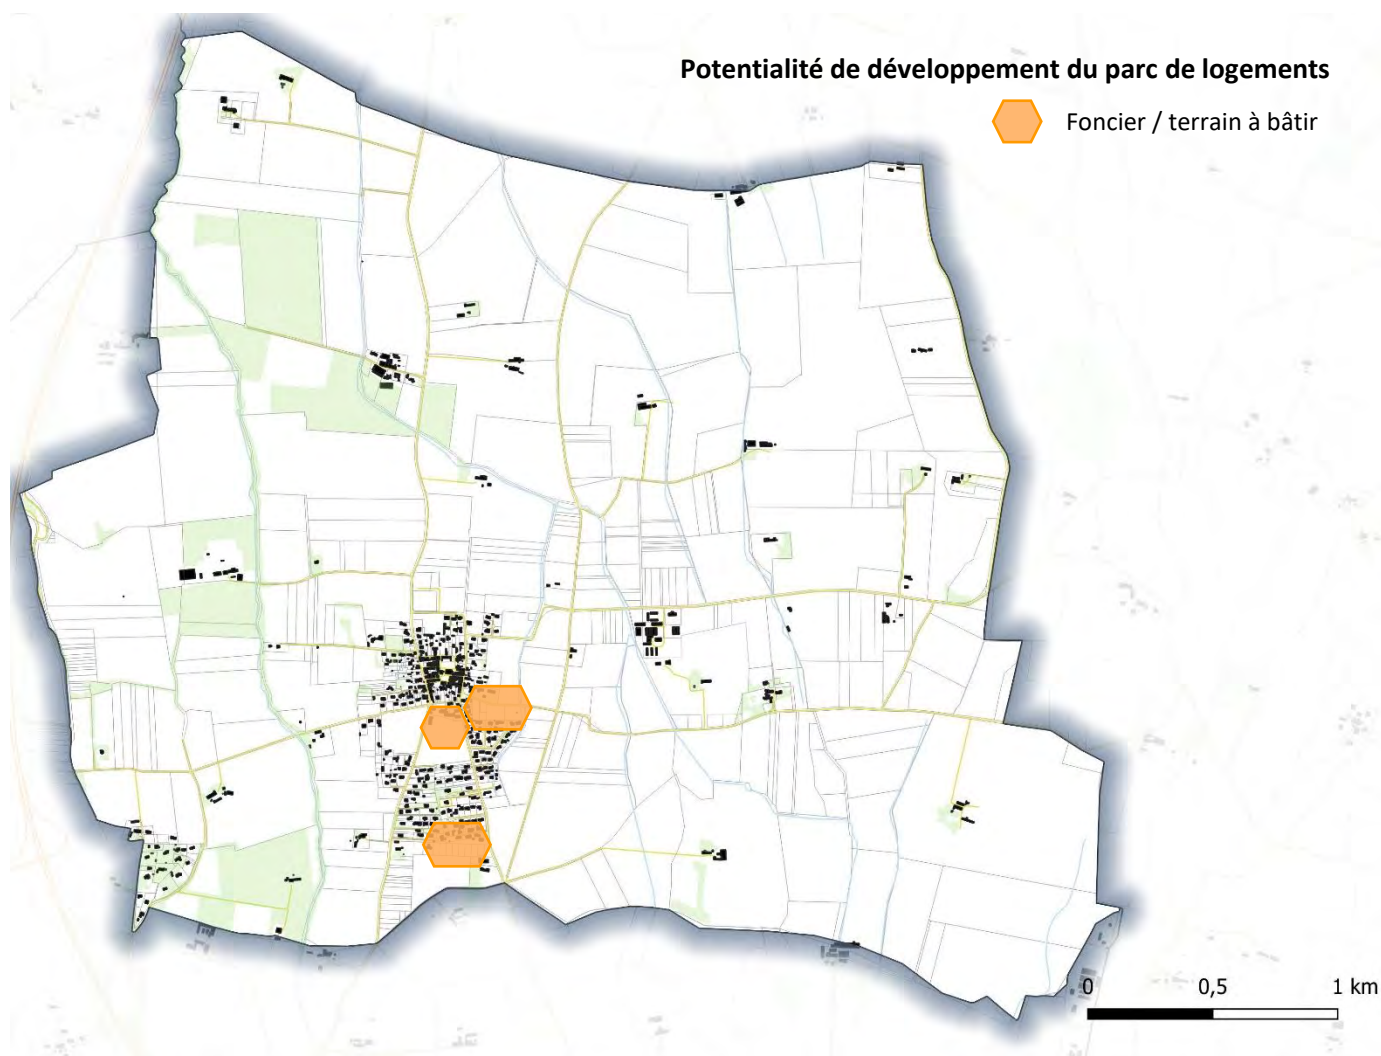 Potentialité de développement du parc de logements
Foncier / terrain à bâtir
0 0,5 1 km